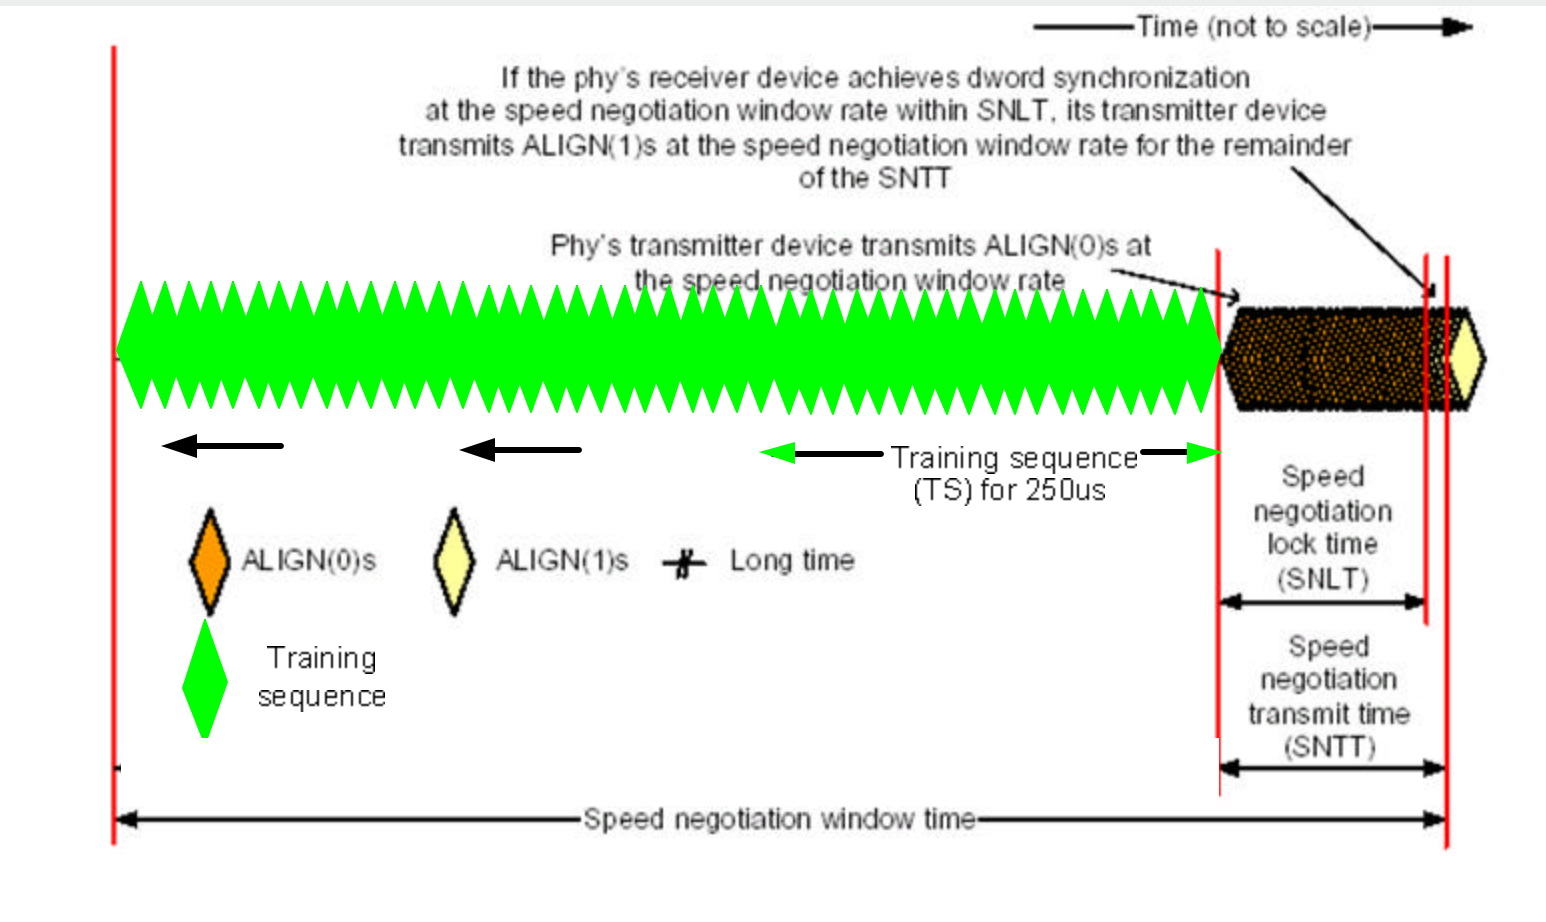 Time (not to scale)
If the phy's receiver device achieves dword synchronization
at the speed negotiation window rate within SNLT, its transmitter device
transmits ALIGN(1)s at the speed negotiation window rate for the remainder
of the SNTT
Phy's transmitter device transmits ALIGN(0)s at
the speed negotiation window rate
Training sequence
(TS) for 250us
Speed
negotiation
lock time
(SNLT)
ALIGN(0)s
ALIGN(1)s
Long time
Training
sequence
Speed
negotiation
transmit time
(SNTT)
Speed negotiation window time